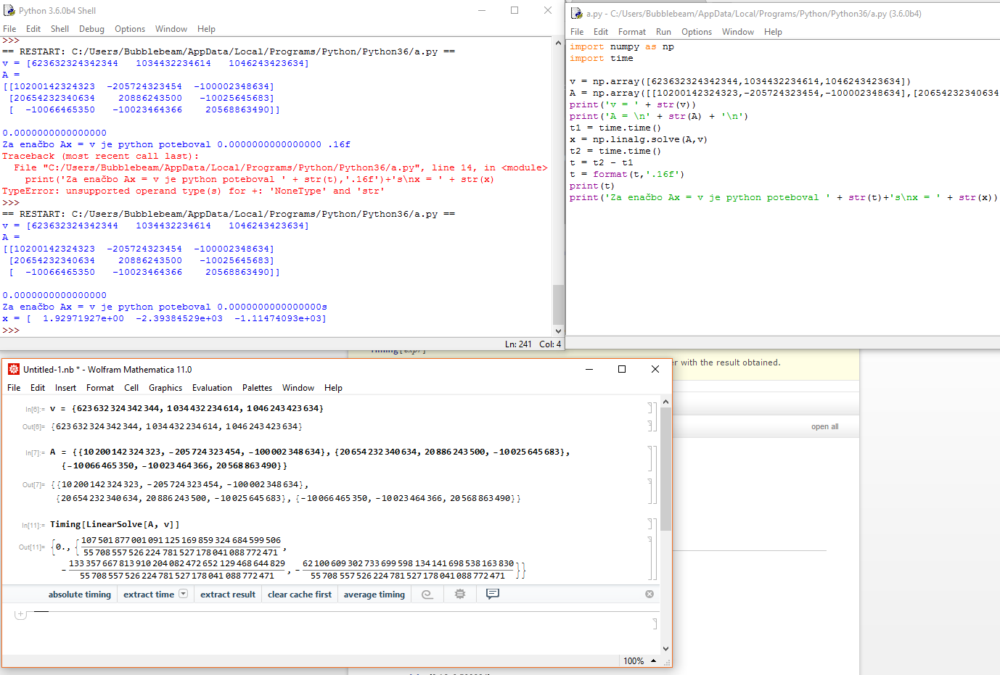 Python 3.6.0b4 Shell
File Edit Shell Debug Options Window Help
>>>
== RESTART: C:/Users/Bubblebeam/AppData/Local/Programs/Python/Python36/a.py ==
v = [623632324342344   1034432234614   1046243423634]
A =
[[10200142324323  -205724323454  -100002348634]
 [20654232340634    20886243500   -10025645683]
 [  -10066465350   -10023464366   20568863490]]
0.0000000000000000
Za enačbo Ax = v je python poteboval 0.0000000000000000 .16f
Traceback (most recent call last):
  File "C:/Users/Bubblebeam/AppData/Local/Programs/Python/Python36/a.py", line 14, in <module>
    print('Za enačbo Ax = v je python poteboval ' + str(t),'.16f')+'s\nx = ' + str(x)
TypeError: unsupported operand type(s) for +: 'NoneType' and 'str'
>>>
== RESTART: C:/Users/Bubblebeam/AppData/Local/Programs/Python/Python36/a.py ==
v = [623632324342344   1034432234614   1046243423634]
A =
[[10200142324323  -205724323454  -100002348634]
 [20654232340634    20886243500   -10025645683]
 [  -10066465350   -10023464366   20568863490]]
0.0000000000000000
Za enačbo Ax = v je python poteboval 0.0000000000000000s
x = [  1.92971927e+00  -2.39384529e+03  -1.11474093e+03]
>>>
Ln: 241 Col: 4
a.py - C:/Users/Bubblebeam/AppData/Local/Programs/Python/Python36/a.py (3.6.0b4)
File Edit Format Run Options Window Help
import numpy as np
import time
v = np.array([623632324342344,1034432234614,1046243423634])
A = np.array([[10200142324323,-205724323454,-100002348634],[20654232340634
print('v = ' + str(v))
print('A = \n' + str(A) + '\n')
t1 = time.time()
x = np.linalg.solve(A,v)
t2 = time.time()
t = t2 - t1
t = format(t,'.16f')
print(t)
print('Za enačbo Ax = v je python poteboval ' + str(t)+'s\nx = ' + str(x))
Timing[expr]
er with the result obtained.
open all
Untitled-1.nb * - Wolfram Mathematica 11.0
File Edit Insert Format Cell Graphics Evaluation Palettes Window Help
In[6]:= v = {623 632 324 342 344, 1 034 432 234 614, 1 046 243 423 634}
Out[6]= {623 632 324 342 344, 1 034 432 234 614, 1 046 243 423 634}
In[7]:= A = {{10 200 142 324 323, -205 724 323 454, -100 002 348 634}, {20 654 232 340 634, 20 886 243 500, -10 025 645 683},
{-10 066 465 350, -10 023 464 366, 20 568 863 490}}
Out[7]= {{10 200 142 324 323, -205 724 323 454, -100 002 348 634},
{20 654 232 340 634, 20 886 243 500, -10 025 645 683}, {-10 066 465 350, -10 023 464 366, 20 568 863 490}}
In[11]:= Timing[LinearSolve[A, v]]
Out[11]= {0., {107 501 877 001 091 125 169 859 324 684 599 506
55 708 557 526 224 781 527 178 041 088 772 471,
-133 357 667 813 910 204 082 472 652 129 468 644 829
55 708 557 526 224 781 527 178 041 088 772 471, -62 100 609 302 733 699 598 134 141 698 538 163 830
55 708 557 526 224 781 527 178 041 088 772 471}}
absolute timing extract time extract result clear cache first average timing
100%